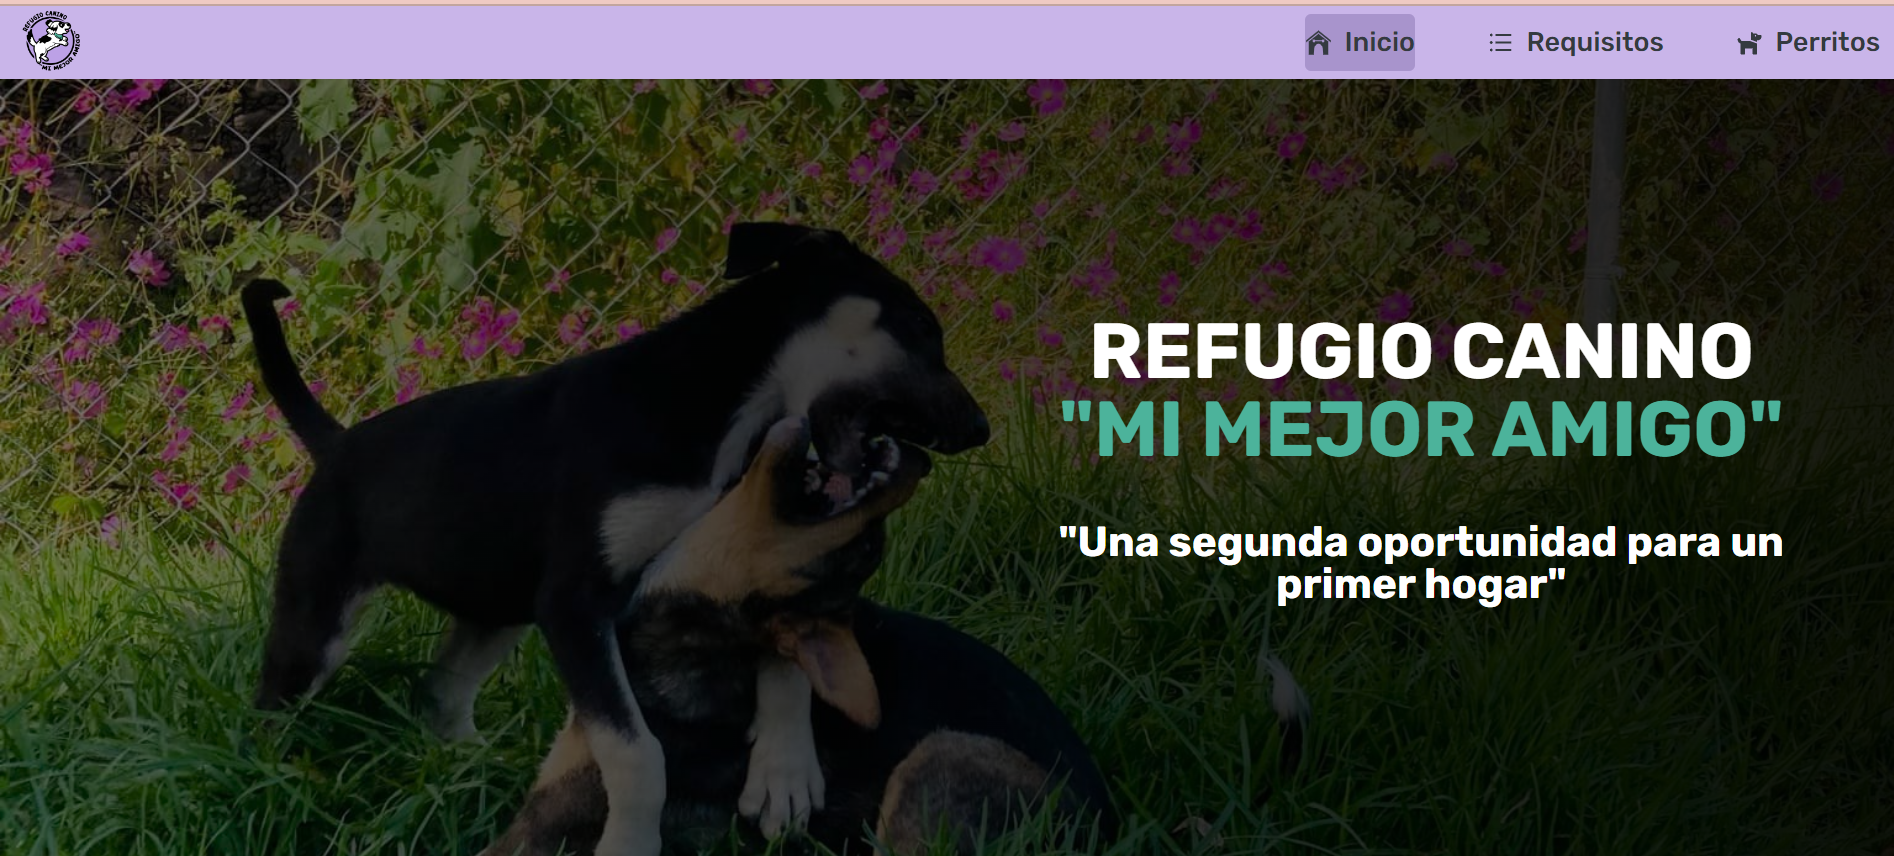 REFUGIO CANINO
MI MEJOR AMIGO
Inicio
Requisitos
Perritos
REFUGIO CANINO
"MI MEJOR AMIGO"
"Una segunda oportunidad para un
primer hogar"